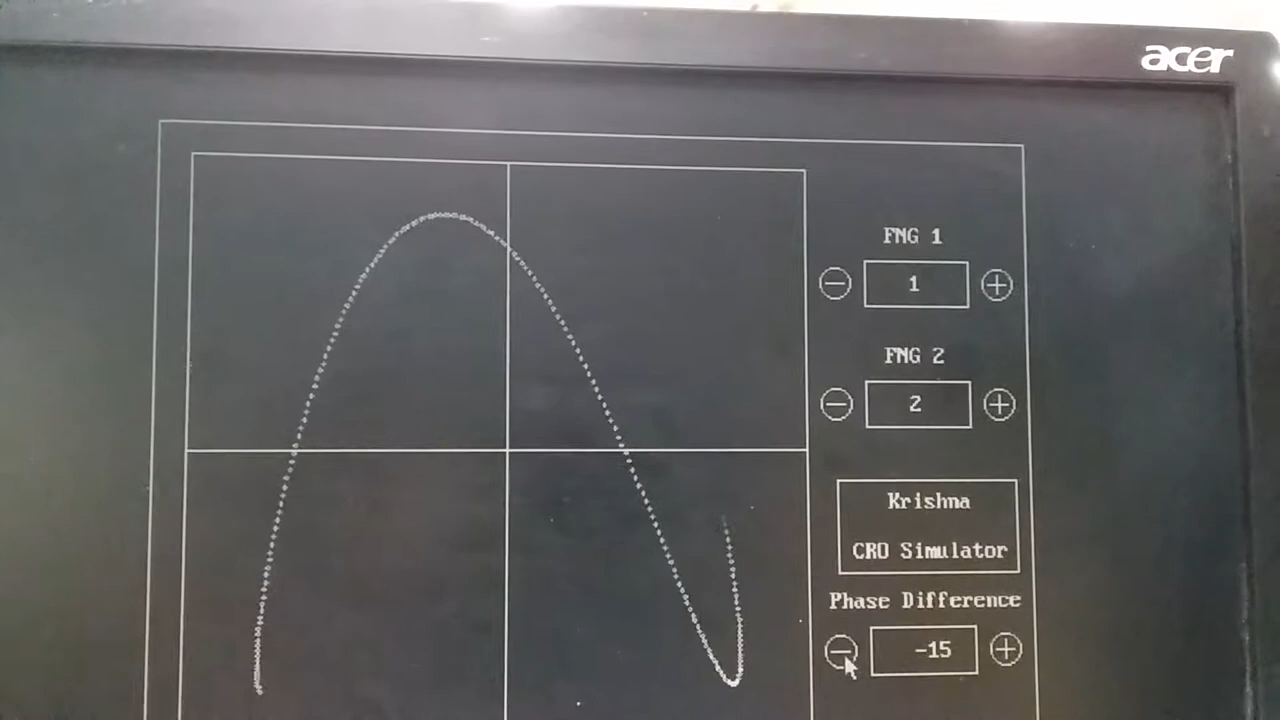 acer
FNG 1
1
FNG 2
2
Krishna
CRO Simulator
Phase Difference
-15